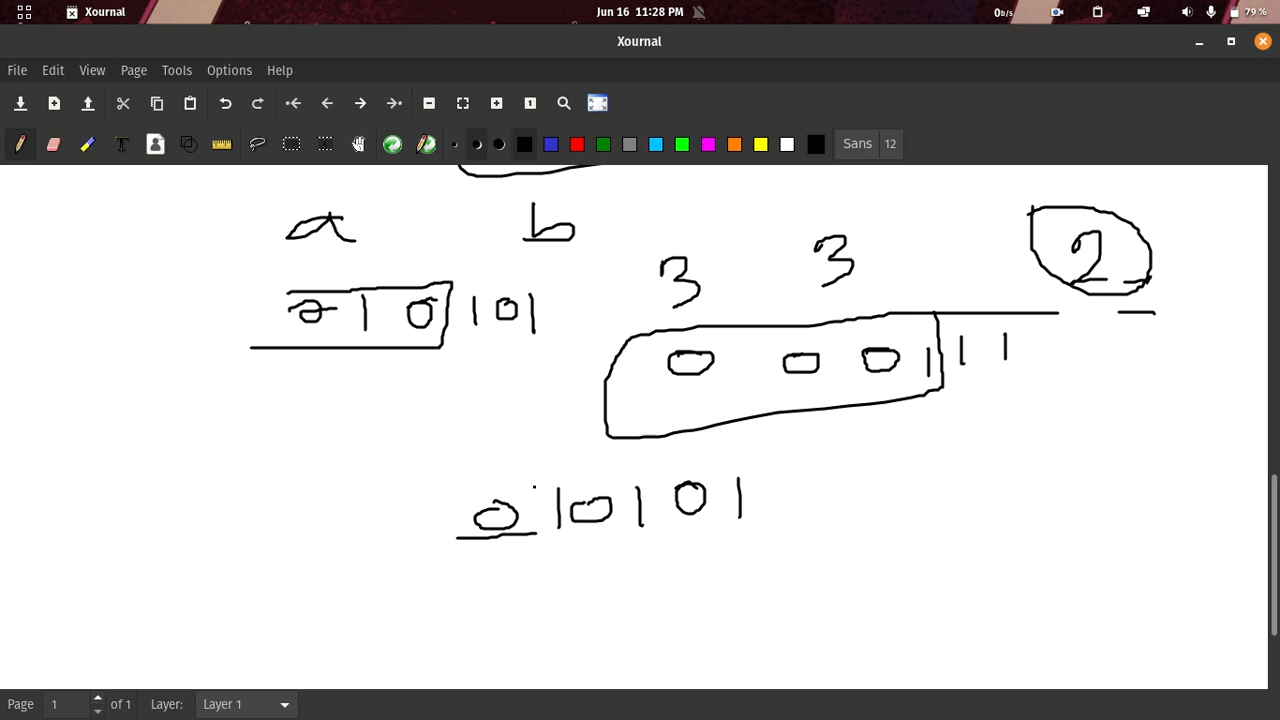 Xournal Jun 16 11:28 PM 0 b/s 79 %
Xournal
File Edit View Page Tools Options Help
Sans 12
a b 3 3 2
1 0 1 0 1
0 0 0 1 1 1
0 1 0 1 0 1
Page 1 of 1 Layer: Layer 1